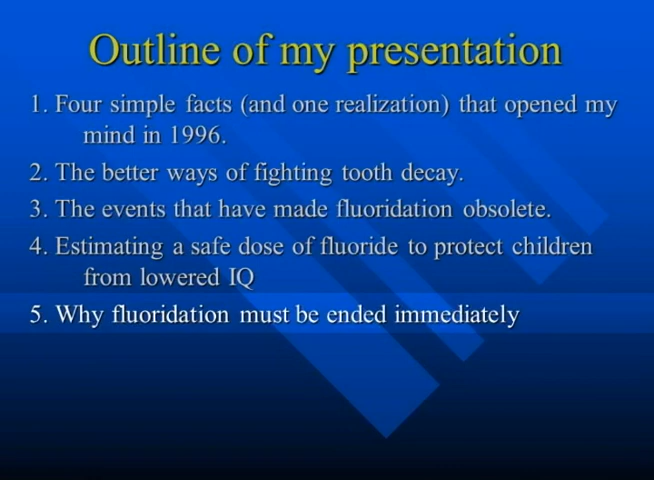 Outline of my presentation
1. Four simple facts (and one realization) that opened my
mind in 1996.
2. The better ways of fighting tooth decay.
3. The events that have made fluoridation obsolete.
4. Estimating a safe dose of fluoride to protect children
from lowered IQ
5. Why fluoridation must be ended immediately